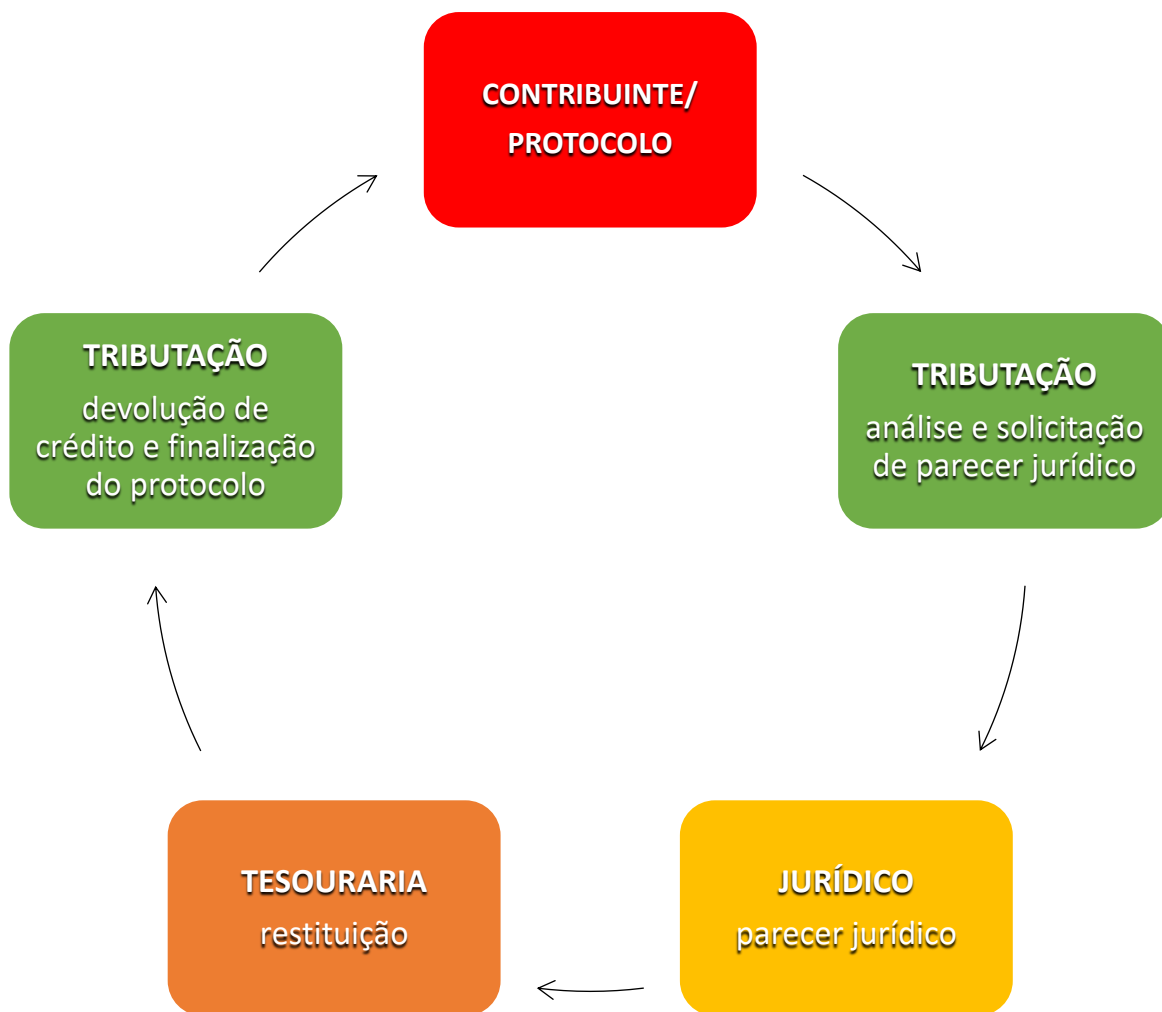 CONTRIBUINTE/
PROTOCOLO
TRIBUTAÇÃO
análise e solicitação
de parecer jurídico
JURÍDICO
parecer jurídico
TESOURARIA
restituição
TRIBUTAÇÃO
devolução de
crédito e finalização
do protocolo